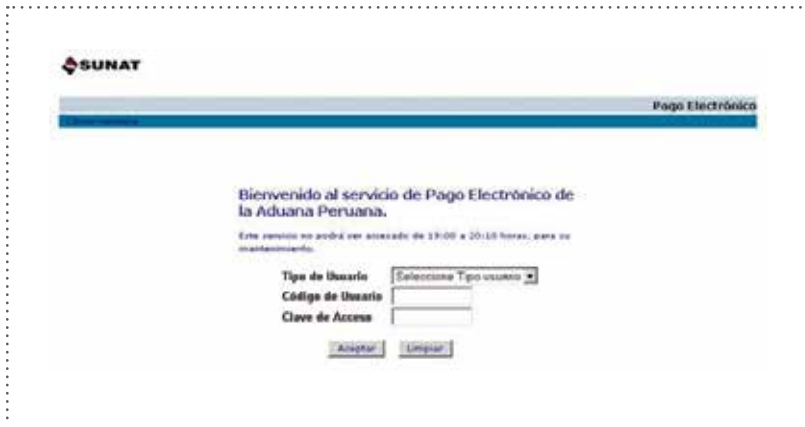 SUNAT
Pago Electrónico
Bienvenido al servicio de Pago Electrónico de
la Aduana Peruana.
Este servicio no podrá ser accesado de 19:00 a 20:10 horas, para su
mantenimiento.
Tipo de Usuario Seleccione Tipo usuario
Código de Usuario
Clave de Acceso
Aceptar Limpiar